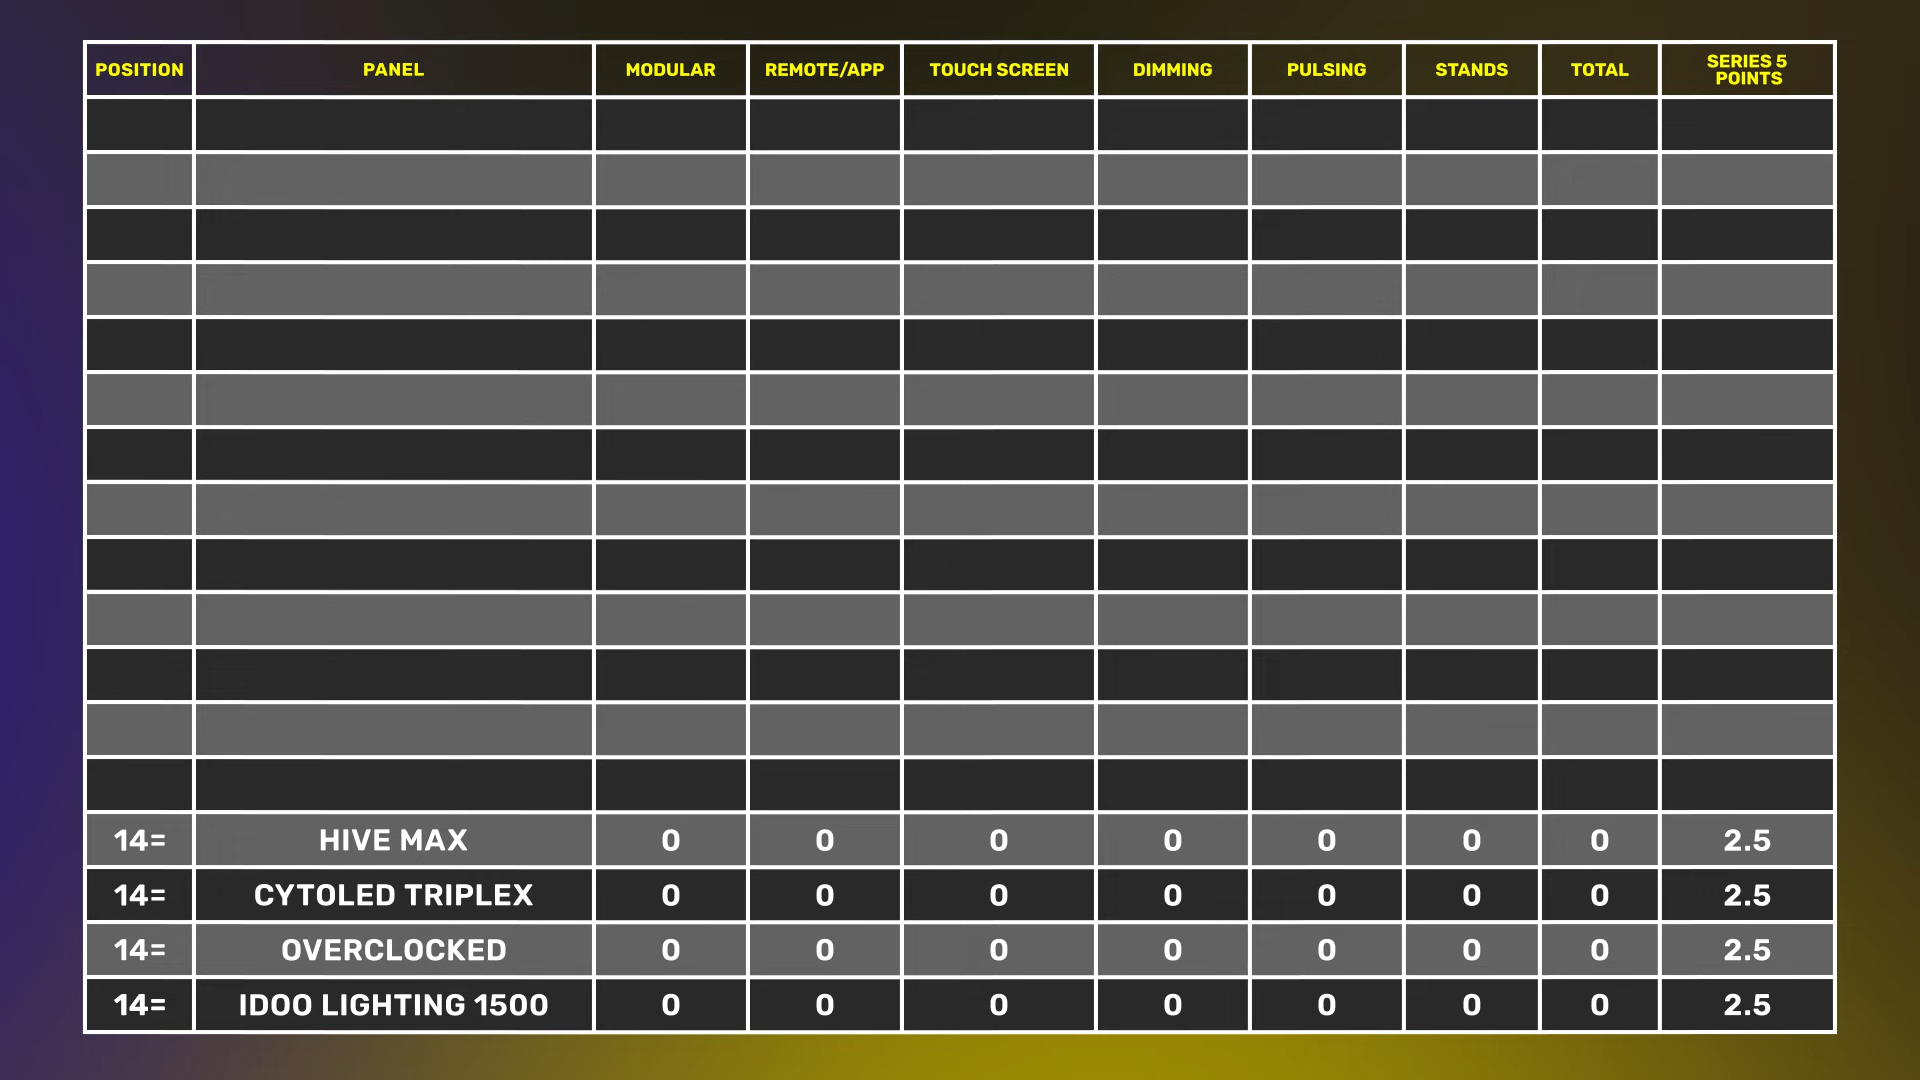 POSITION PANEL MODULAR REMOTE/APP TOUCH SCREEN DIMMING PULSING STANDS TOTAL SERIES 5 POINTS
14= HIVE MAX 0 0 0 0 0 0 0 2.5
14= CYTOLED TRIPLEX 0 0 0 0 0 0 0 2.5
14= OVERCLOCKED 0 0 0 0 0 0 0 2.5
14= IDOO LIGHTING 1500 0 0 0 0 0 0 0 2.5